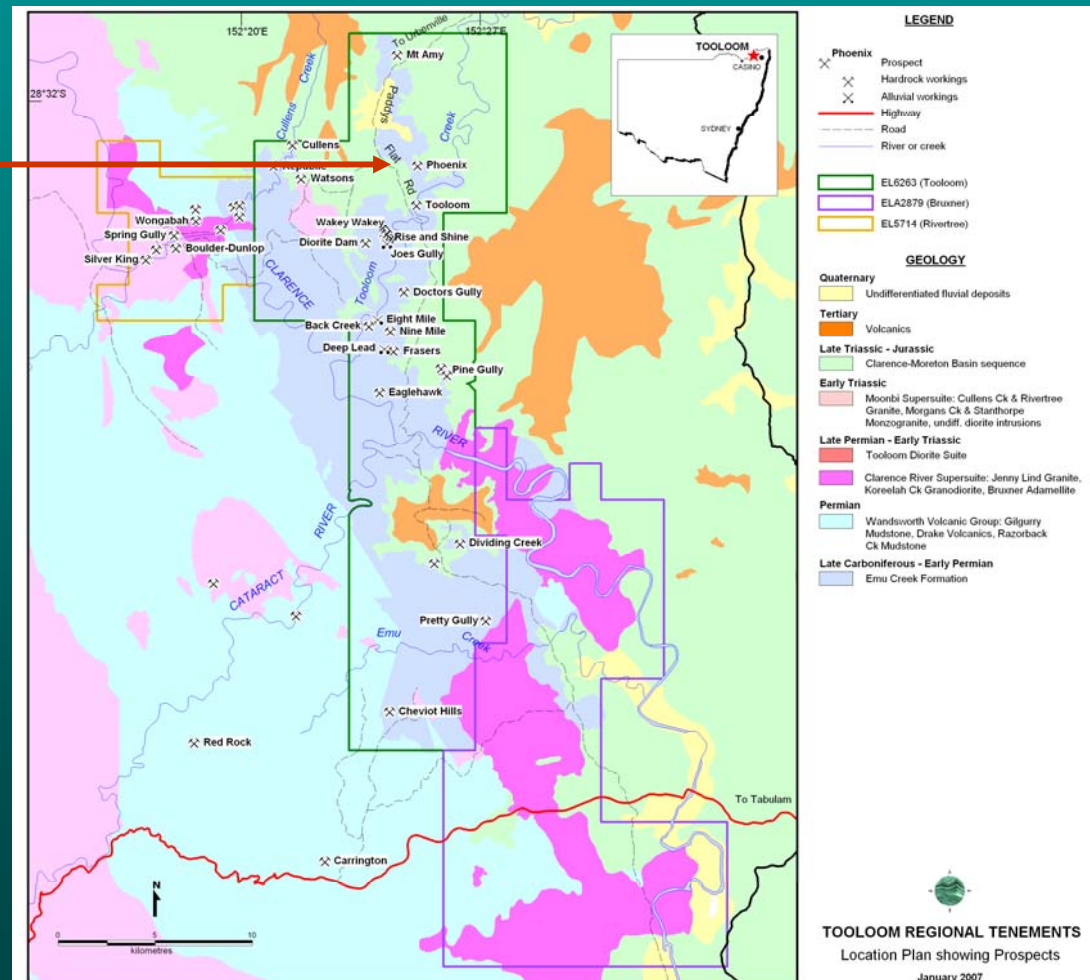 152°20'E
152°27'E
28°32'S
To Urbenville
Mt Amy
Paddys
Flat
Rd
Cullens
Creek
Creek
Cullens
Republic
Watsons
Phoenix
Tooloom
Wongabah
Spring Gully
Boulder-Dunlop
Silver King
Wakey Wakey
Rise and Shine
Diorite Dam
Joes Gully
CLARENCE
Tooloom
Doctors Gully
Eight Mile
Back Creek
Nine Mile
Deep Lead
Frasers
Pine Gully
Eaglehawk
RIVER
RIVER
CATARACT
Dividing Creek
Pretty Gully
Emu
Creek
Cheviot Hills
Red Rock
To Tabulam
Carrington
N
0 5 10
kilometres
TOOLOOM
CASINO
SYDNEY
LEGEND
Phoenix
Prospect
Hardrock workings
Alluvial workings
Highway
Road
River or creek
EL6263 (Tooloom)
ELA2879 (Bruxner)
EL5714 (Rivertree)
GEOLOGY
Quaternary
Undifferentiated fluvial deposits
Tertiary
Volcanics
Late Triassic - Jurassic
Clarence-Moreton Basin sequence
Early Triassic
Moonbi Supersuite: Cullens Ck & Rivertree
Granite, Morgans Ck & Stanthorpe
Monzogranite, undiff. diorite intrusions
Late Permian - Early Triassic
Tooloom Diorite Suite
Clarence River Supersuite: Jenny Lind Granite,
Koreelah Ck Granodiorite, Bruxner Adamellite
Permian
Wandsworth Volcanic Group: Gilgurry
Mudstone, Drake Volcanics, Razorback
Ck Mudstone
Late Carboniferous - Early Permian
Emu Creek Formation
TOOLOOM REGIONAL TENEMENTS
Location Plan showing Prospects
January 2007